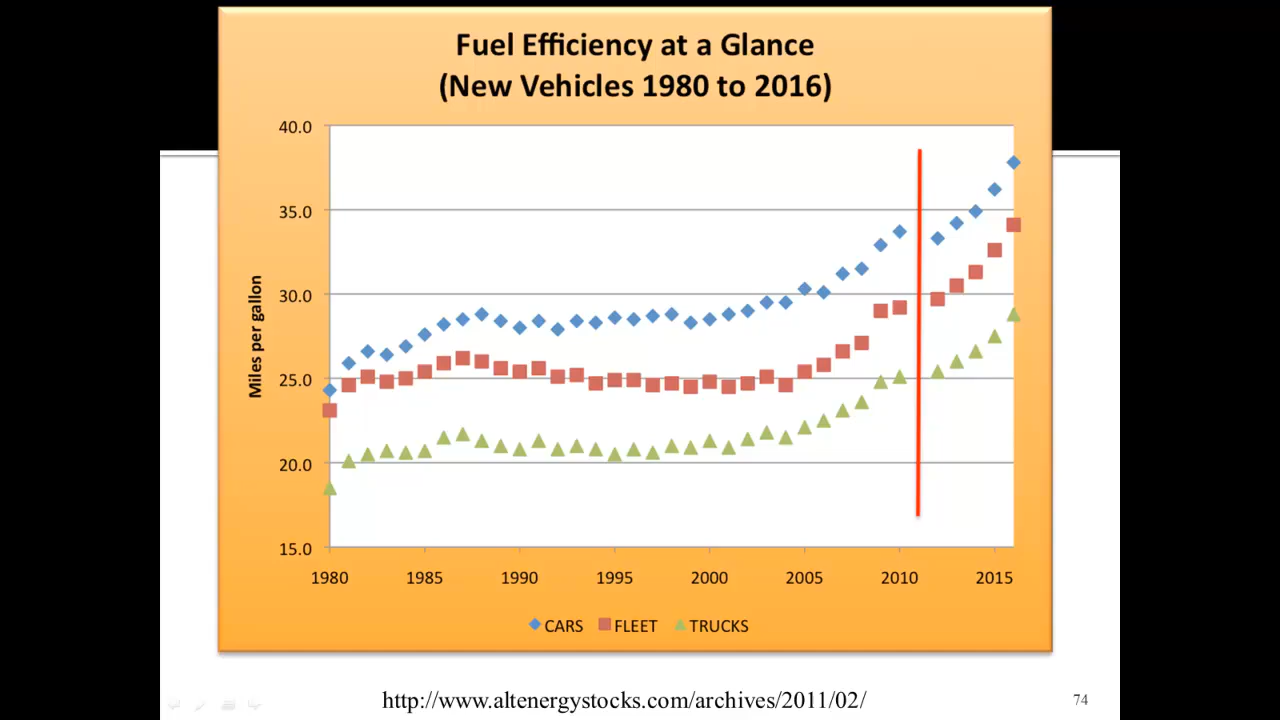 Fuel Efficiency at a Glance
(New Vehicles 1980 to 2016)
Miles per gallon
40.0
35.0
30.0
25.0
20.0
15.0
1980 1985 1990 1995 2000 2005 2010 2015
CARS FLEET TRUCKS
http://www.altenergystocks.com/archives/2011/02/
74